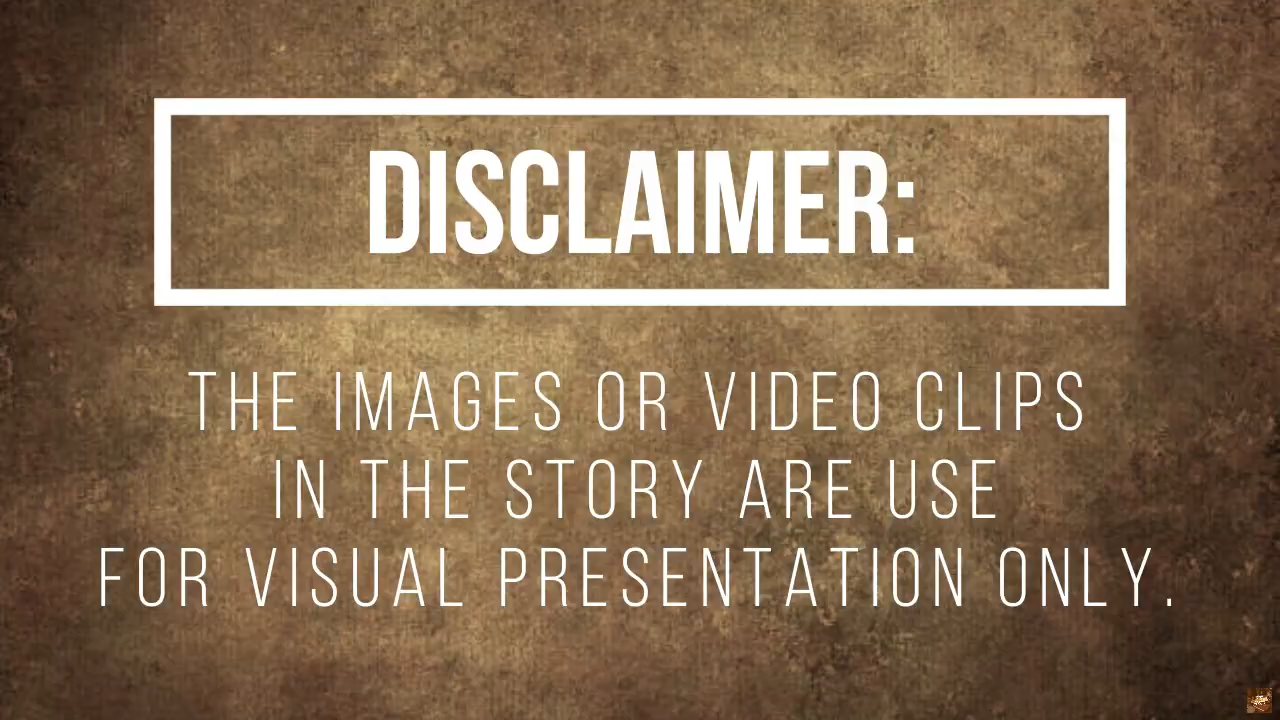 DISCLAIMER:
THE IMAGES OR VIDEO CLIPS
IN THE STORY ARE USE
FOR VISUAL PRESENTATION ONLY.